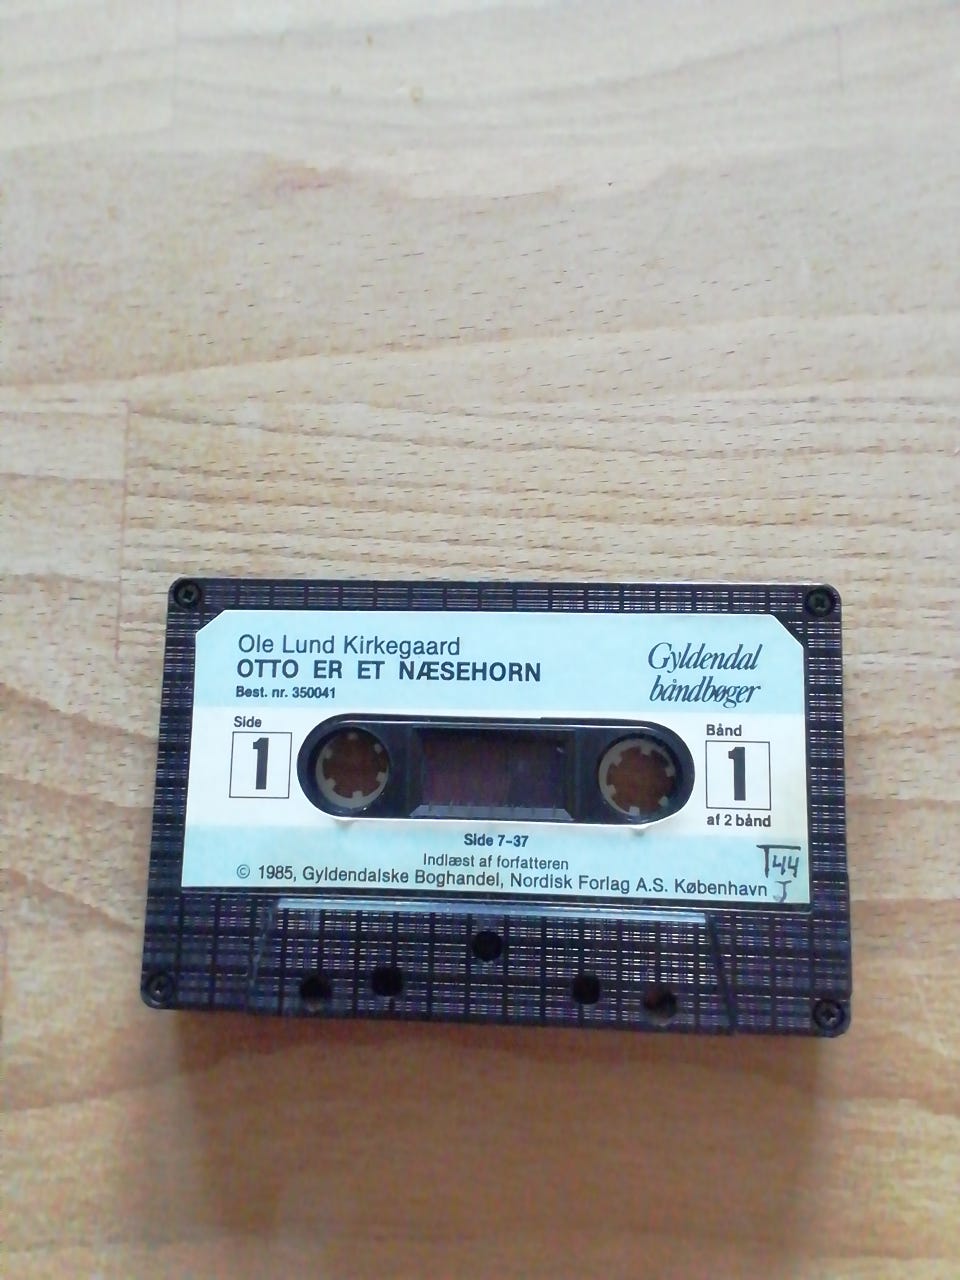 Ole Lund Kirkegaard
OTTO ER ET NÆSEHORN
Best. nr. 350041
Gyldendal
båndbøger
Side
1
Bånd
1
af 2 bånd
Side 7-37
Indlæst af forfatteren
© 1985, Gyldendalske Boghandel, Nordisk Forlag A.S. København
T44
J